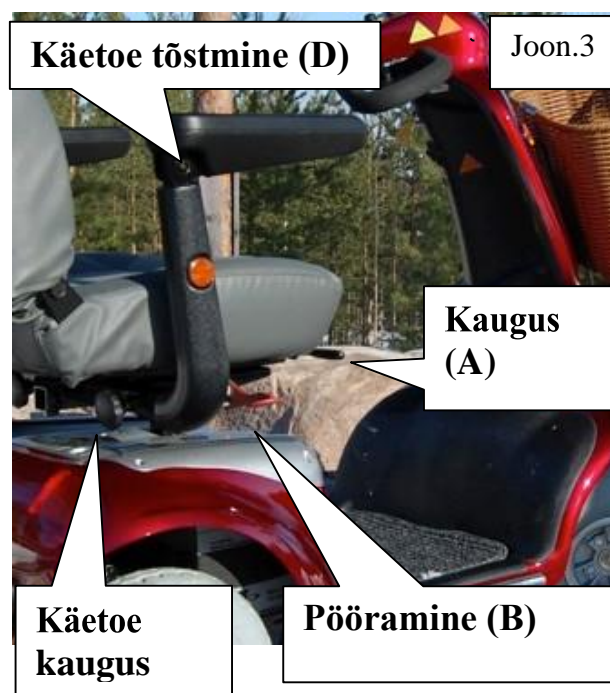 Käetoe tõstmine (D)
Joon.3
Kaugus
(A)
Käetoe
kaugus
Pööramine (B)